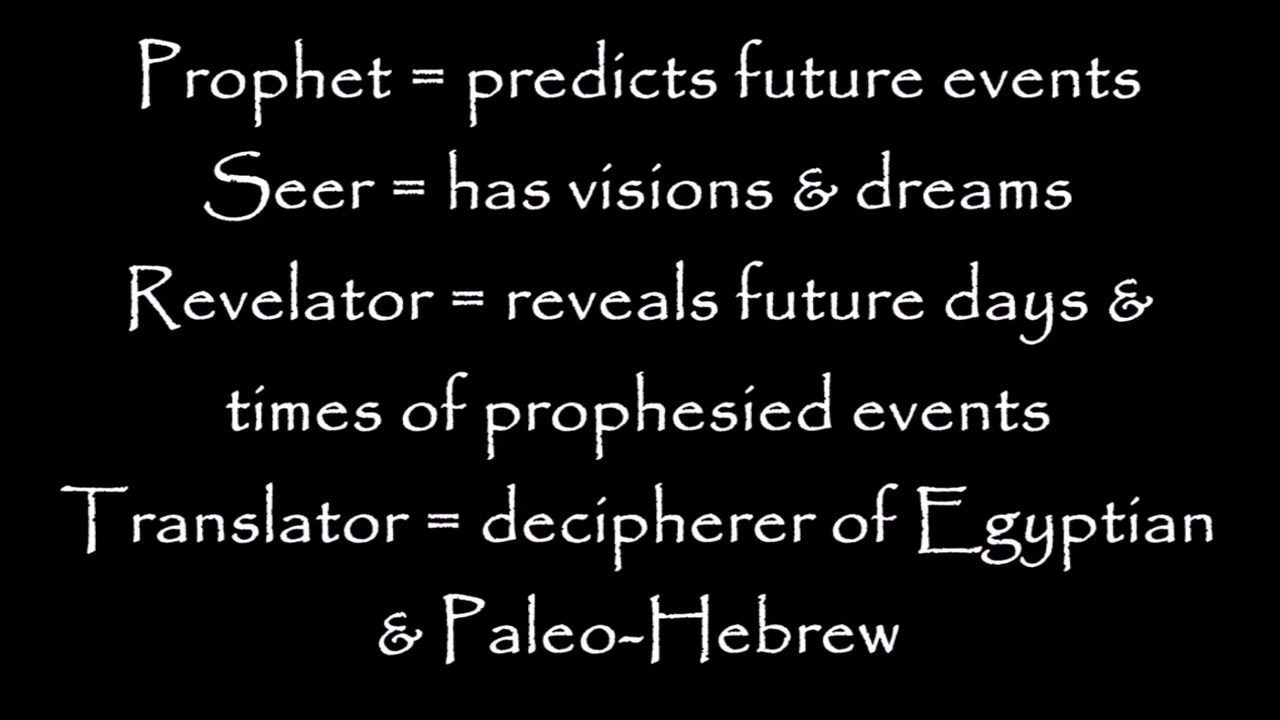 Prophet = predicts future events
Seer = has visions & dreams
Revelator = reveals future days &
times of prophesied events
Translator = decipherer of Egyptian
& Paleo-Hebrew